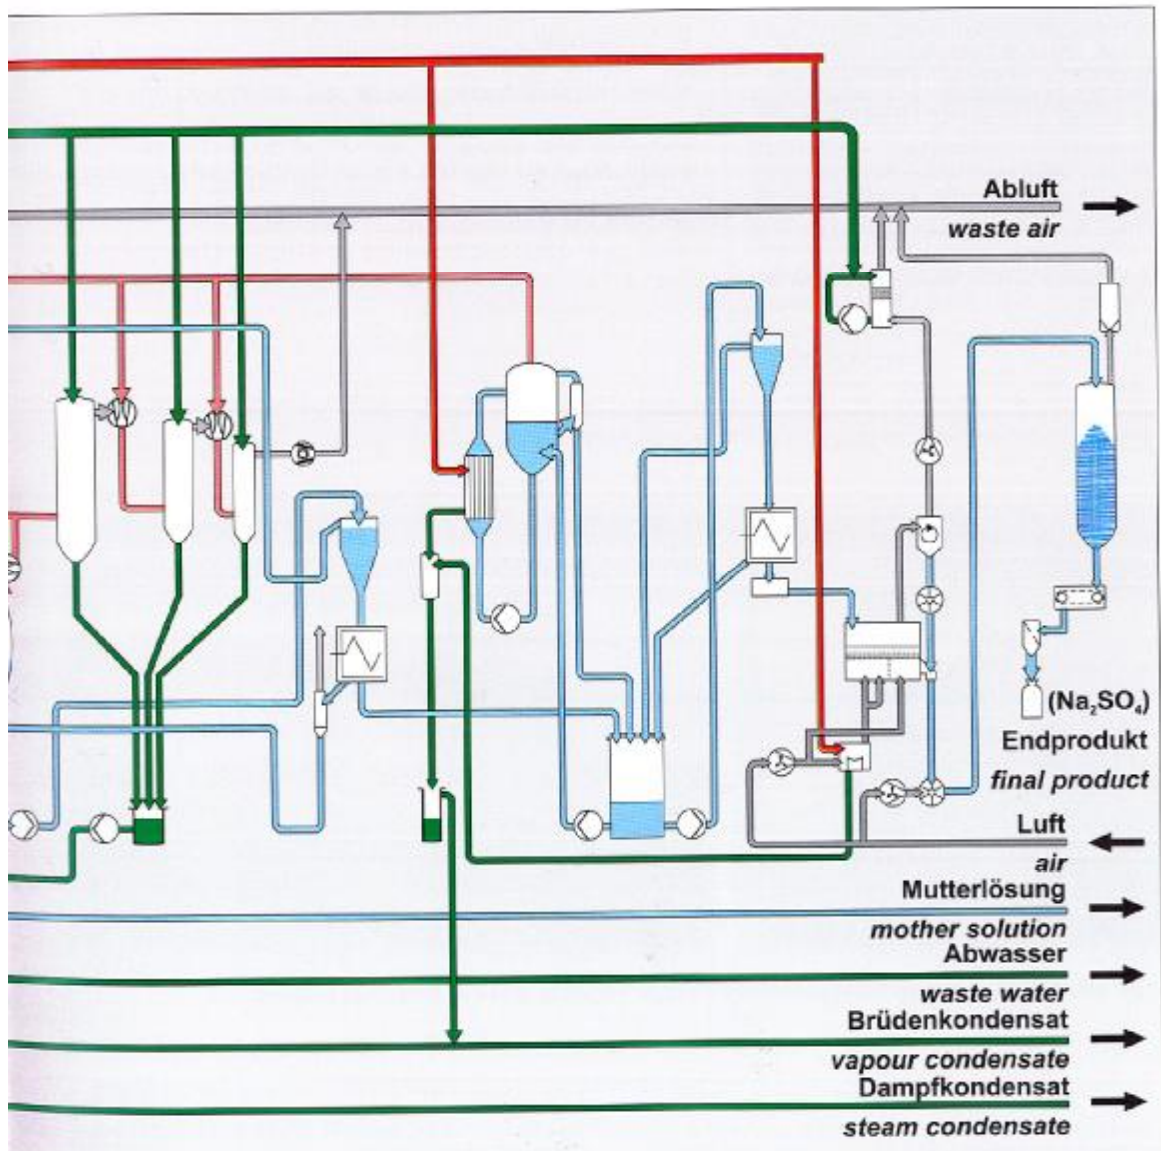 Abluft
waste air
(Na₂SO₄)
Endprodukt
final product
Luft
air
Mutterlösung
mother solution
Abwasser
waste water
Brüdenkondensat
vapour condensate
Dampfkondensat
steam condensate